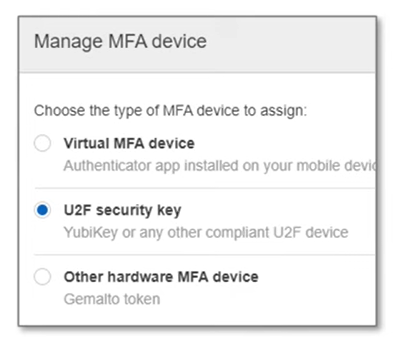 Manage MFA device
Choose the type of MFA device to assign:
Virtual MFA device
Authenticator app installed on your mobile
U2F security key
YubiKey or any other compliant U2F device
Other hardware MFA device
Gemalto token